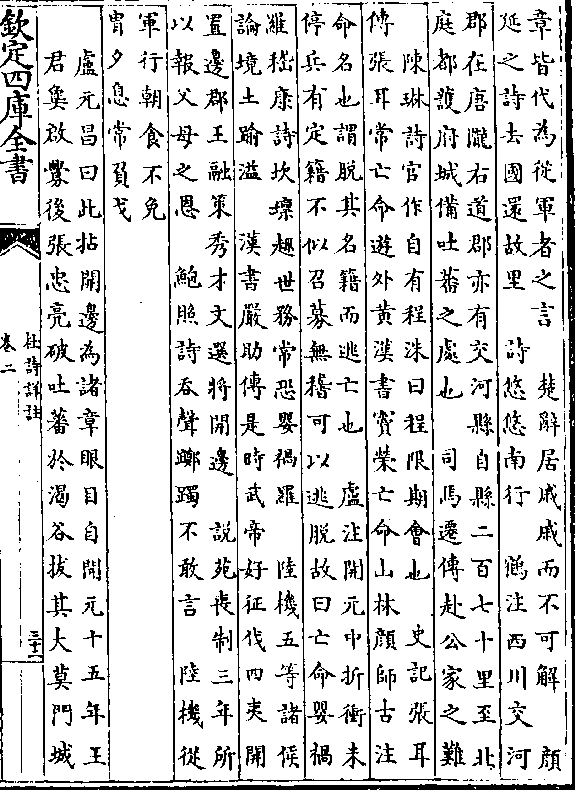 章皆代為從軍者之言　楚辭居戚戚而不可解　顏
延之詩去國還故里　詩悠悠南行　鶴注西川交河
郡在唐隴右道郡亦有交河縣自縣二百七十里至北
庭都護府城備吐蕃之處也　司馬遷傳赴公家之難
陳琳詩官作自有程洙曰程限期會也　史記張耳
傳張耳常亡命遊外黃漢書竇榮亡命山林顏師古注
命名也謂脫其名籍而逃亡也　盧注開元中折衝未
停兵有定籍不似召募無稽可以逃脫故曰亡命嬰禍
羅嵇康詩坎壈趣世務常恐嬰禍羅　陸機五等諸侯
論境土踰溢　漢書嚴助傳是時武帝好征伐四夷開
置邊郡王融策秀才文選將開邊　說苑喪制三年所
以報父母之恩　鮑照詩吞聲躑躅不敢言　陸機從
軍行朝食不免
胄夕息常負戈
盧元昌曰此拈開邊為諸章眼目自開元十五年王
君㚟啟釁後張忠亮破吐蕃於渴谷拔其大莫門城
欽定四庫全書
杜詩詳註
卷二